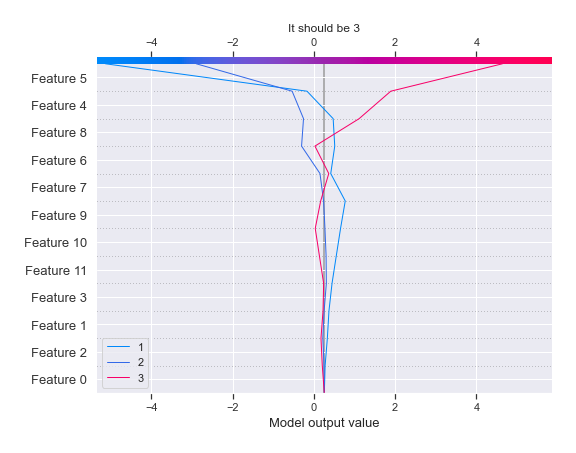 It should be 3
−4 −2 0 2 4
Feature 5
Feature 4
Feature 8
Feature 6
Feature 7
Feature 9
Feature 10
Feature 11
Feature 3
Feature 1
Feature 2
Feature 0
1
2
3
−4 −2 0 2 4
Model output value